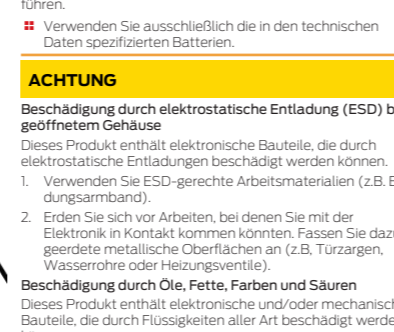 führen.
Verwenden Sie ausschließlich die in den technischen
Daten spezifizierten Batterien.
ACHTUNG
Beschädigung durch elektrostatische Entladung (ESD) b
geöffnetem Gehäuse
Dieses Produkt enthält elektronische Bauteile, die durch
elektrostatische Entladungen beschädigt werden können.
1. Verwenden Sie ESD-gerechte Arbeitsmaterialien (z.B. E
dungsarmband).
2. Erden Sie sich vor Arbeiten, bei denen Sie mit der
Elektronik in Kontakt kommen könnten. Fassen Sie dazu
geerdete metallische Oberflächen an (z.B, Türzargen,
Wasserrohre oder Heizungsventile).
Beschädigung durch Öle, Fette, Farben und Säuren
Dieses Produkt enthält elektronische und/oder mechanisch
Bauteile, die durch Flüssigkeiten aller Art beschädigt werde